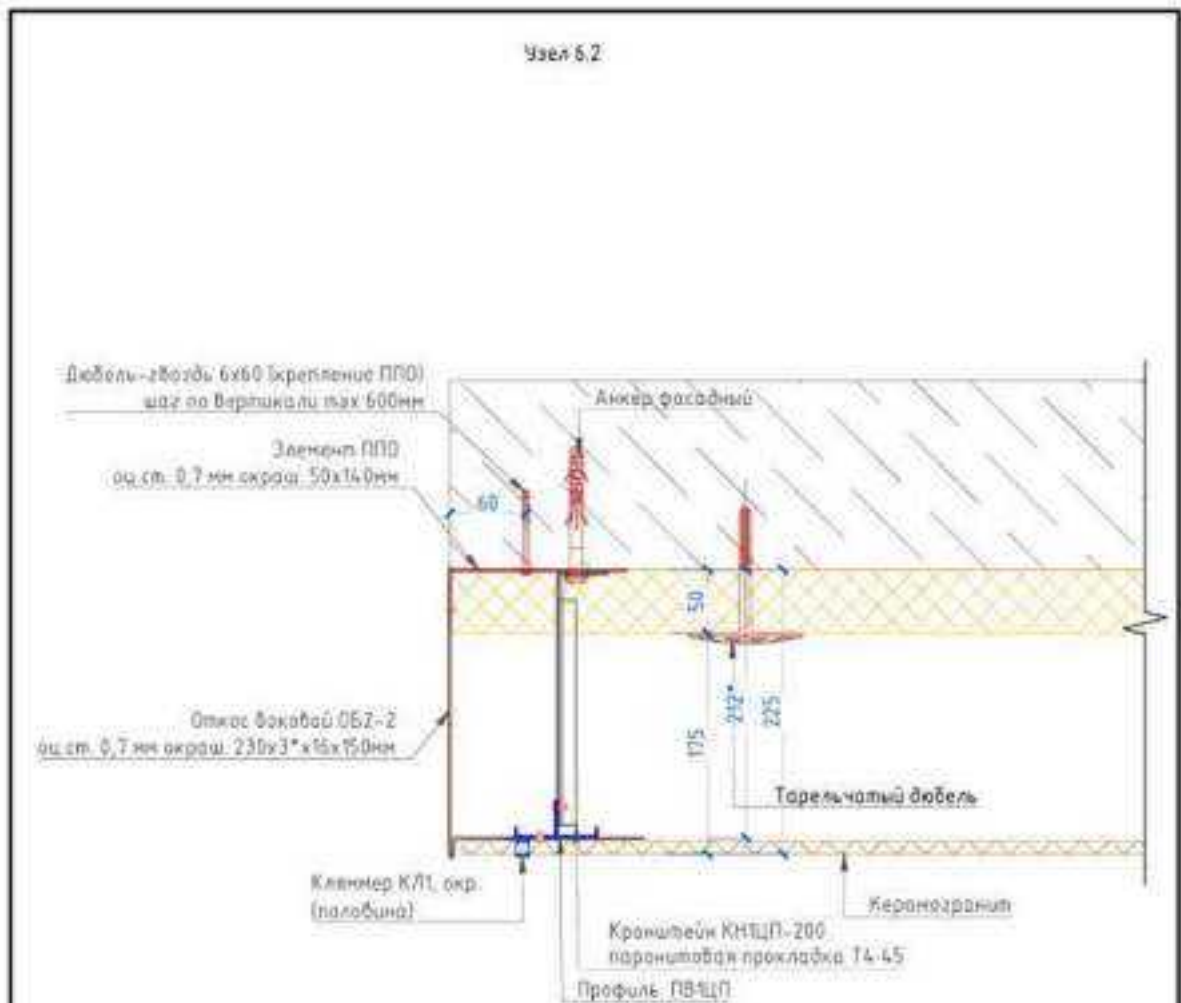 Узел 6.2
Дюбель-гвоздь 6х60 (крепление ППО)
шаг по вертикали max 600мм
Анкер фасадный
Элемент ППО
оц.ст. 0,7 мм окраш. 50х140мм
60
50
Откос боковой ОБ2-2
оц.ст. 0,7 мм окраш. 230х3*х16х150мм
175
212*
225
Тарельчатый дюбель
Кляммер КЛ1, окр.
(половина)
Керамогранит
Кронштейн КН1ЦП-200
паронитовая прокладка Т4-45
Профиль ПВ1ЦП